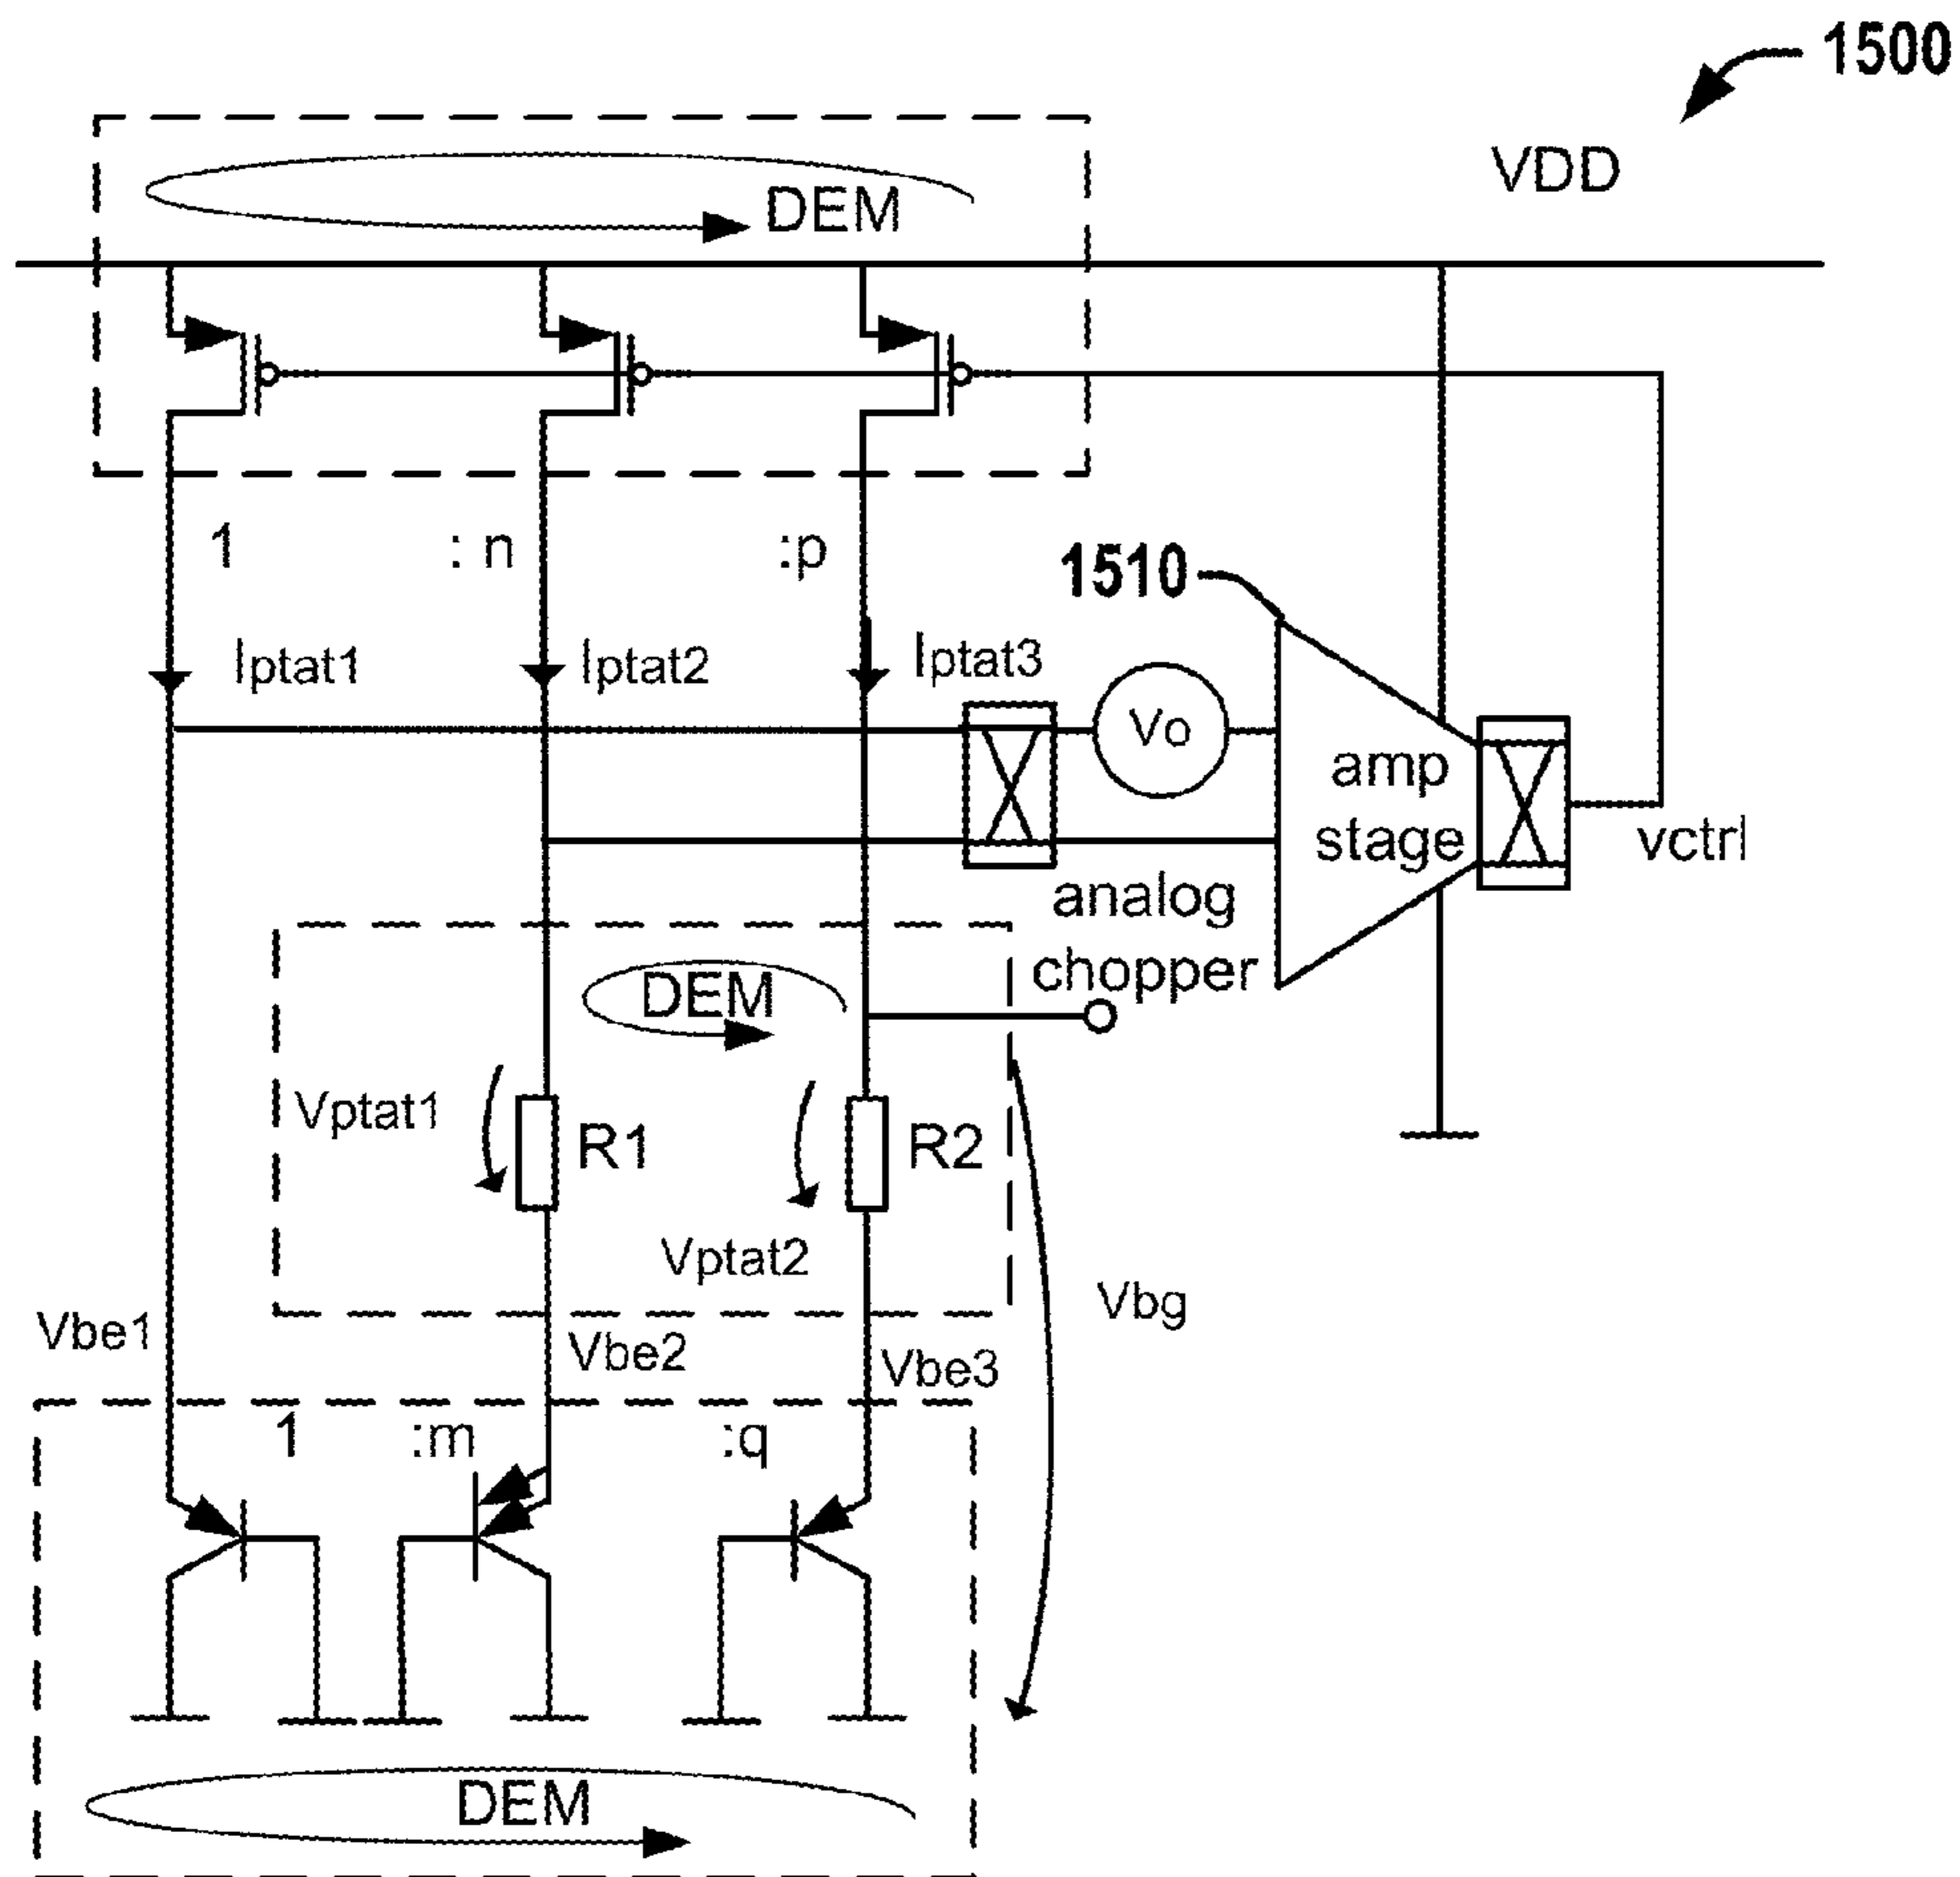 1500
VDD
DEM
1 : n :p
1510
Iptat1 Iptat2 Iptat3
Vo
amp
stage
vctrl
analog
chopper
DEM
Vptat1 R1 R2
Vptat2
Vbg
Vbe1 Vbe2 Vbe3
1 :m :q
DEM